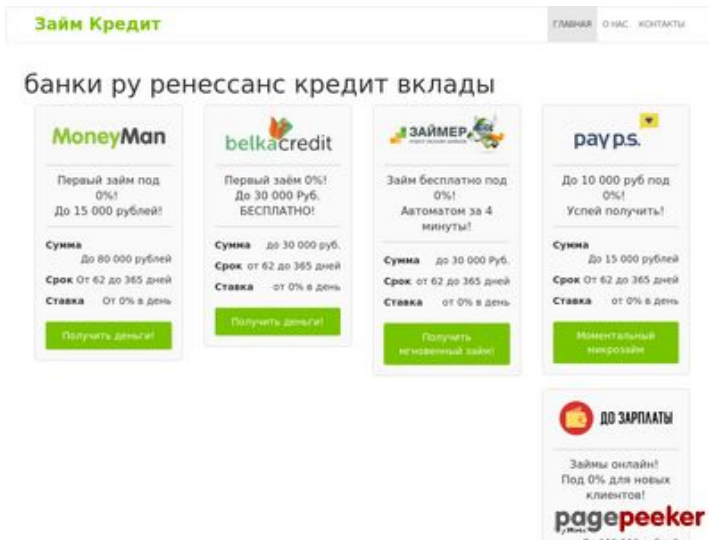 Займ Кредит
ГЛАВНАЯ О НАС КОНТАКТЫ
банки ру ренессанс кредит вклады
MoneyMan
Первый займ под
0%!
До 15 000 рублей!
Сумма
До 80 000 рублей
Срок От 62 до 365 дней
Ставка От 0% в день
Получить деньги!
belkacredit
Первый заём 0%!
До 30 000 Руб.
БЕСПЛАТНО!
Сумма до 30 000 руб.
Срок от 62 до 365 дней
Ставка от 0% в день
Получить деньги!
ЗАЙМЕР
Займ бесплатно под
0%!
Автоматом за 4
минуты!
Сумма до 30 000 Руб.
Срок от 62 до 365 дней
Ставка от 0% в день
Получить
мгновенный займ!
pay p.s.
До 10 000 руб под
0%!
Успей получить!
Сумма
До 15 000 рублей
Срок От 62 до 365 дней
Ставка от 0% в день
Моментальный
микрозайм
ДО ЗАРПЛАТЫ
Займы онлайн!
Под 0% для новых
клиентов!
pagepeeker